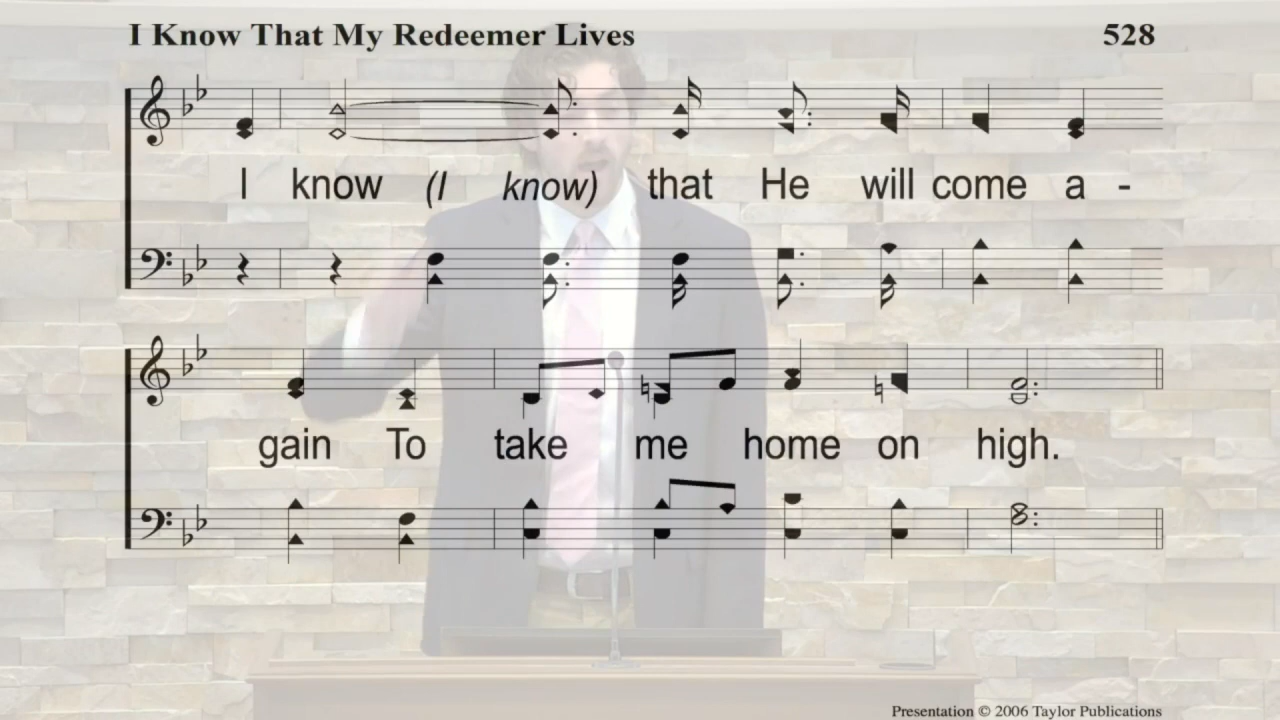 I Know That My Redeemer Lives 528
I know (I know) that He will come a -
gain To take me home on high.
Presentation © 2006 Taylor Publications